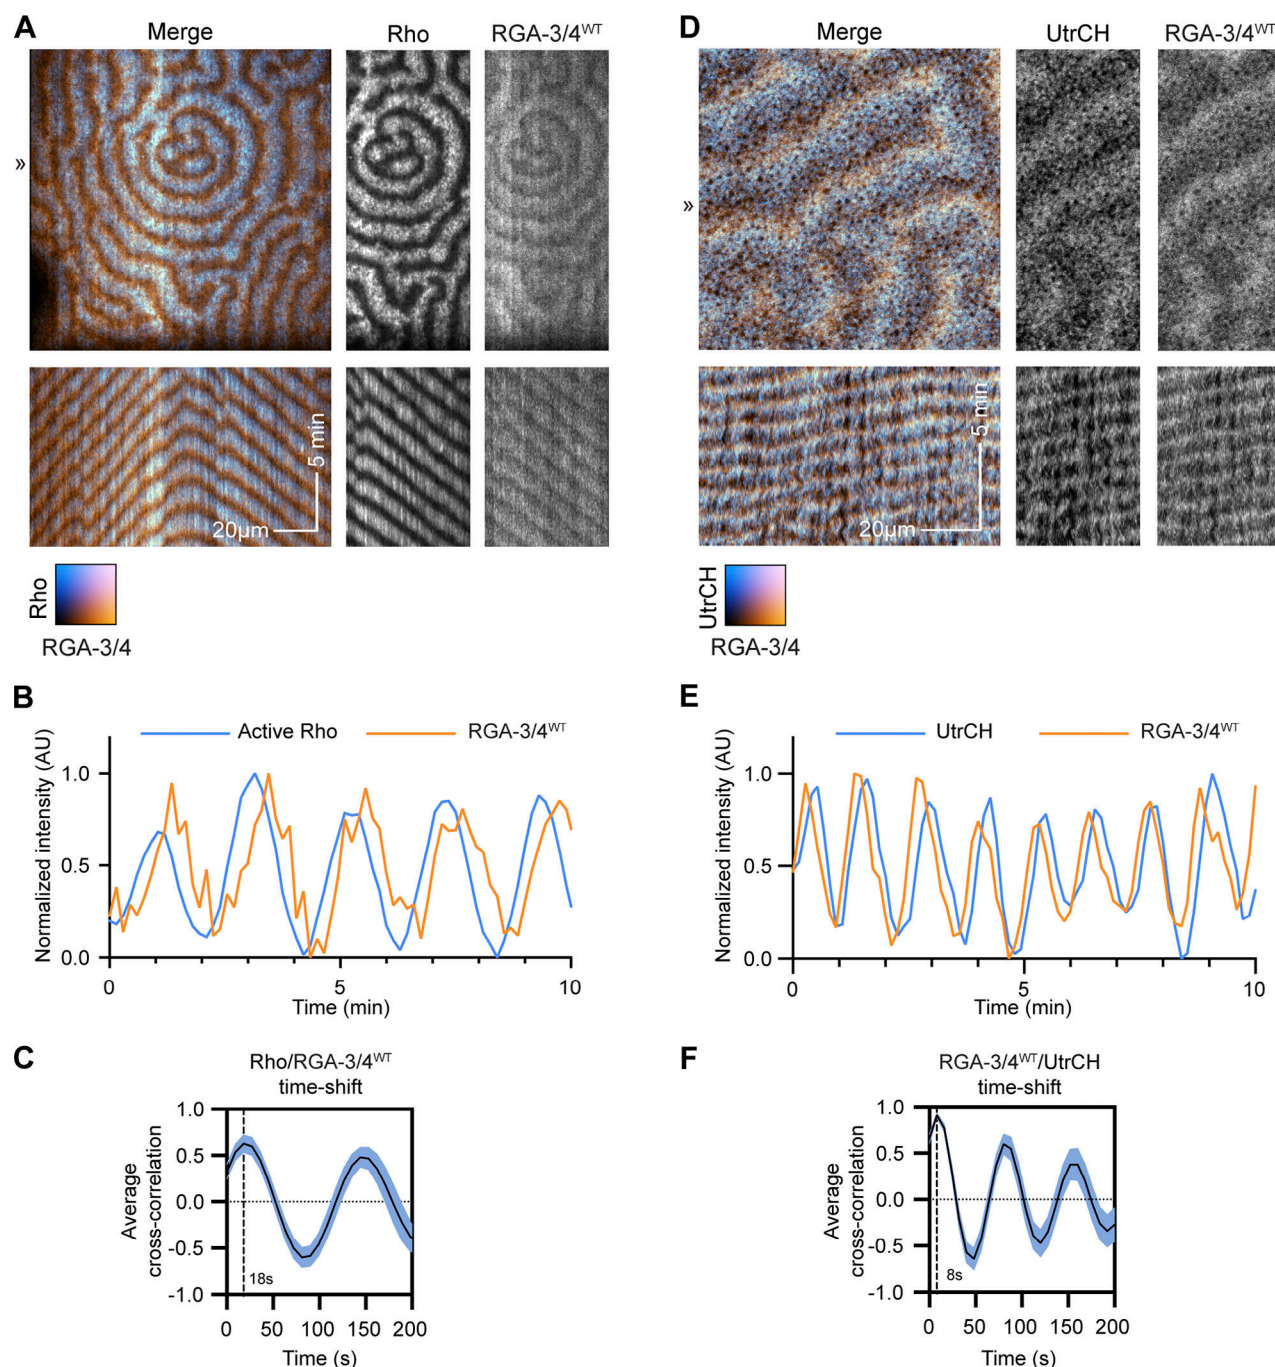 A
Merge
Rho
RGA-3/4WT
»
5 min
20µm
Rho
RGA-3/4
D
Merge
UtrCH
RGA-3/4WT
»
5 min
20µm
UtrCH
RGA-3/4
B
Active Rho
RGA-3/4WT
Normalized intensity (AU)
1.0
0.5
0.0
0
5
10
Time (min)
E
UtrCH
RGA-3/4WT
Normalized intensity (AU)
1.0
0.5
0.0
0
5
10
Time (min)
C
Rho/RGA-3/4WT
time-shift
Average
cross-correlation
1.0
0.5
0.0
-0.5
-1.0
18s
0
50
100
150
200
Time (s)
F
RGA-3/4WT/UtrCH
time-shift
Average
cross-correlation
1.0
0.5
0.0
-0.5
-1.0
8s
0
50
100
150
200
Time (s)